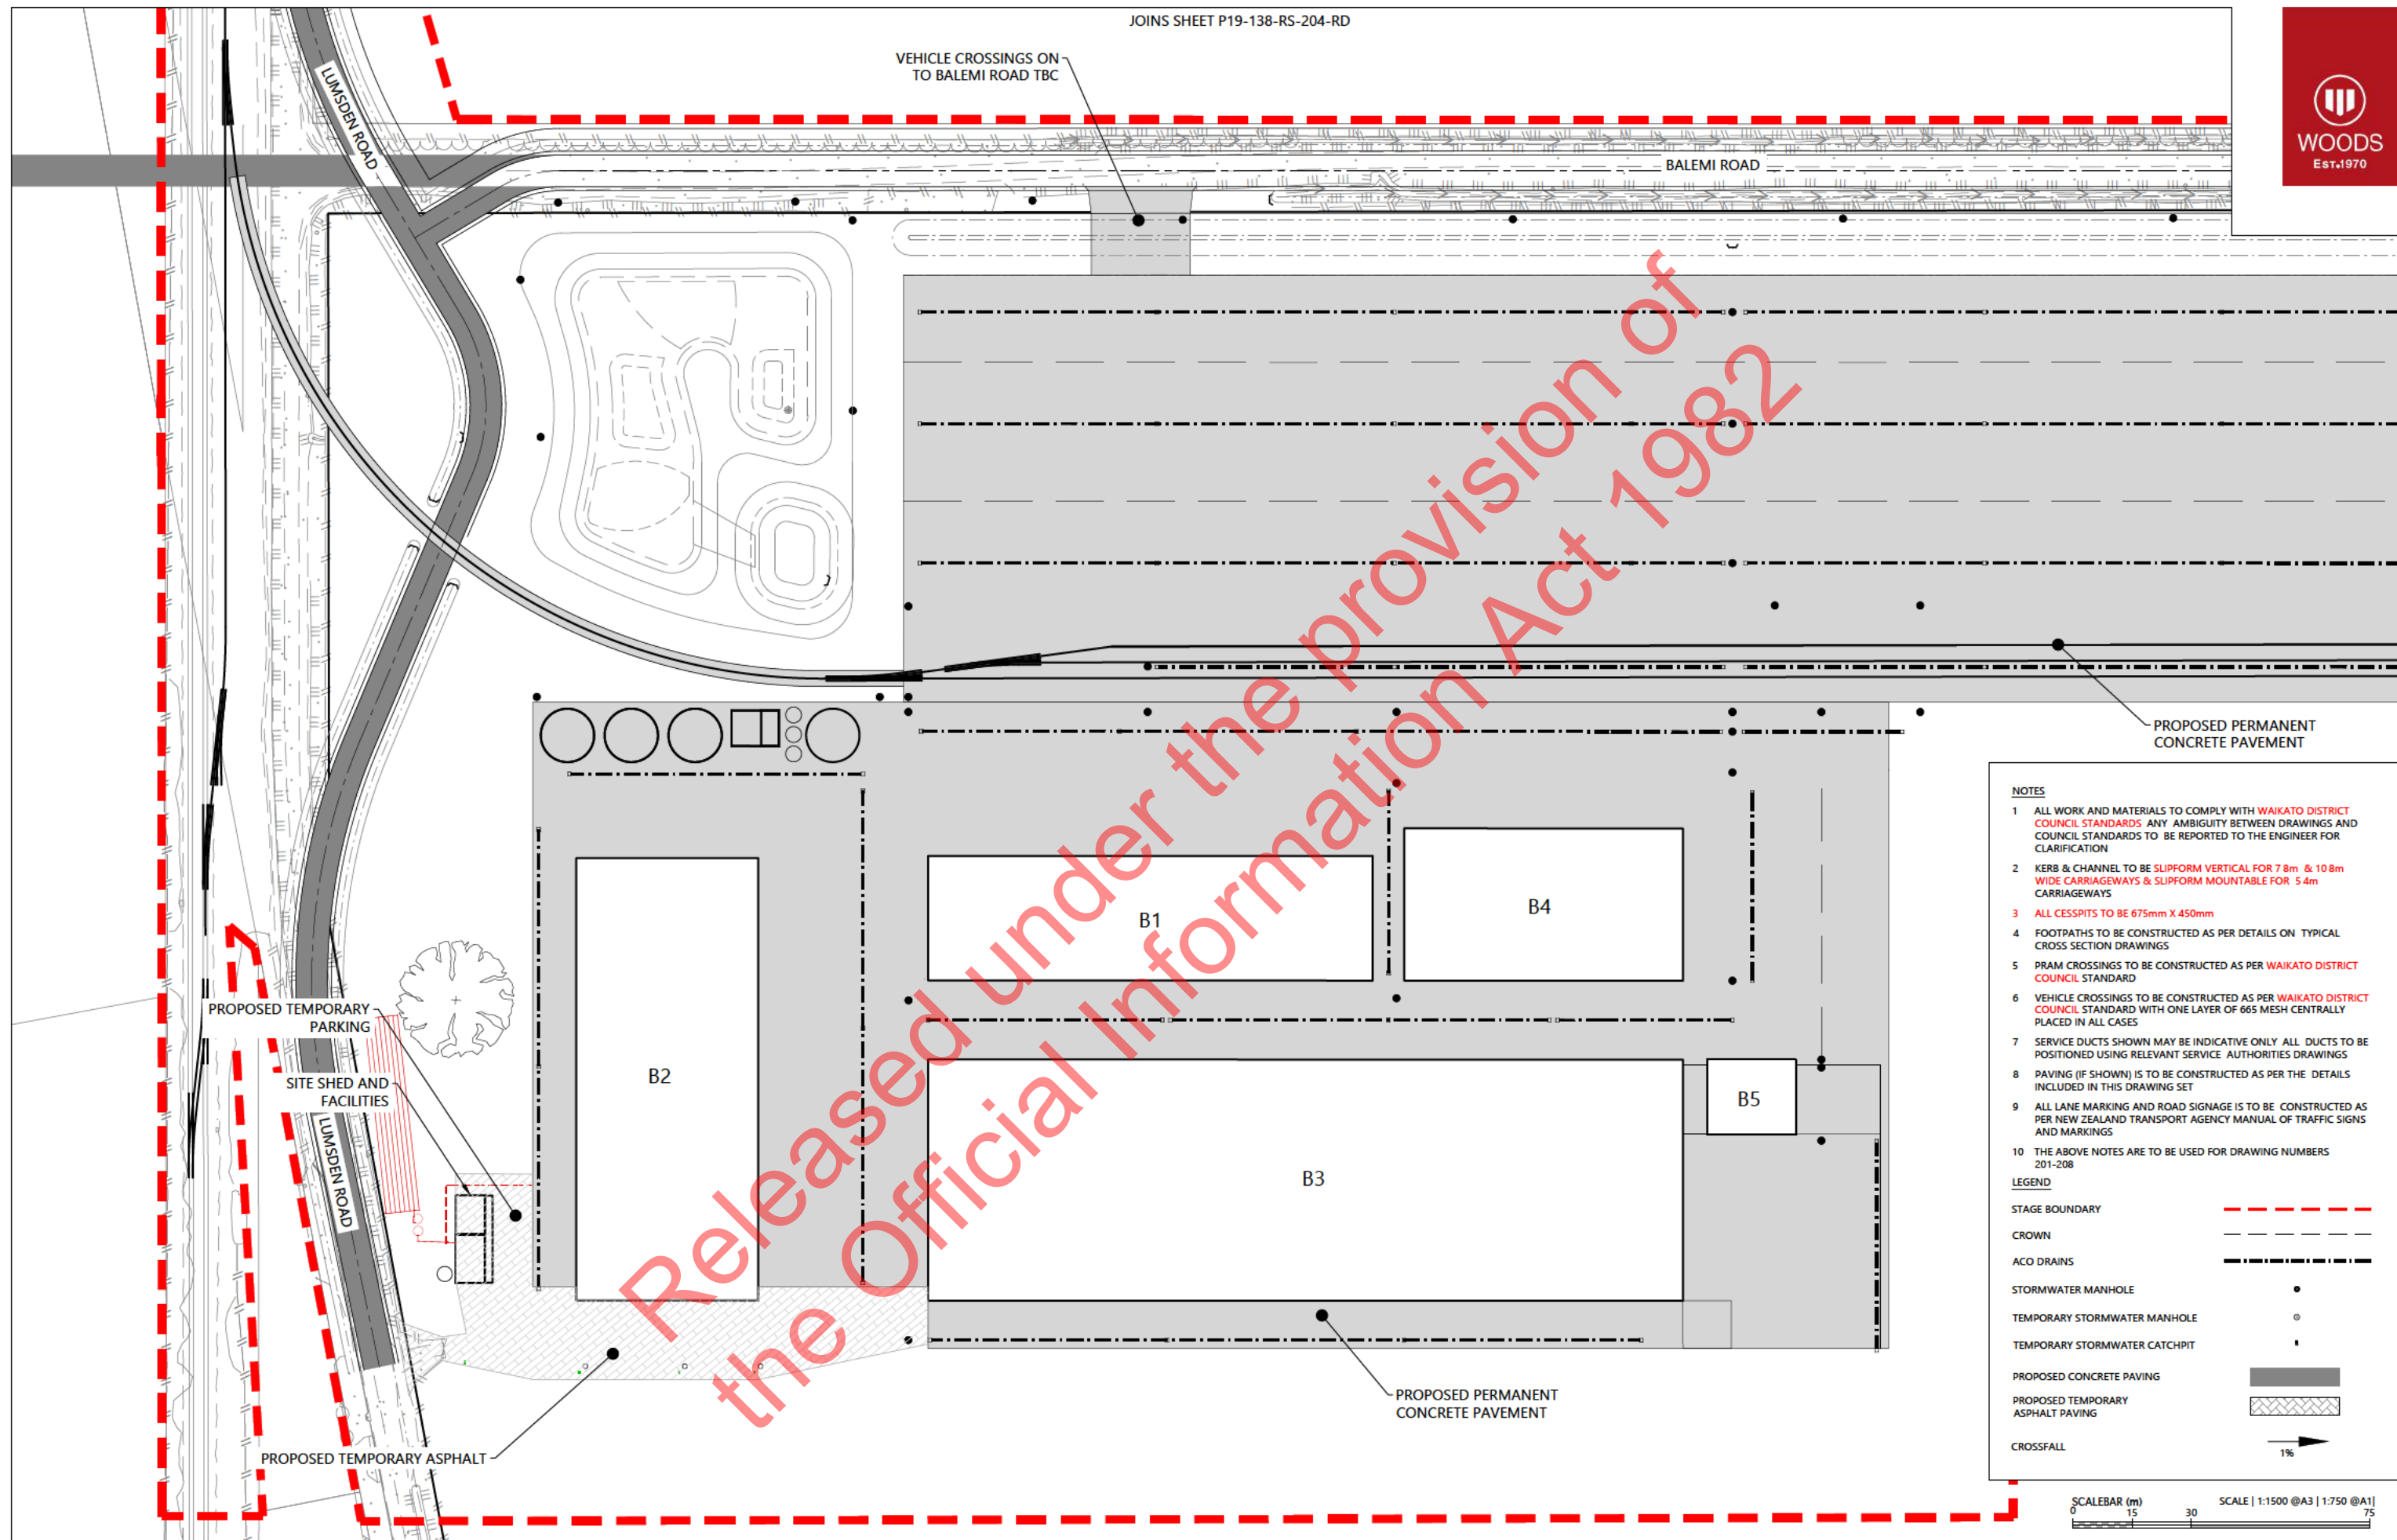 JOINS SHEET P19-138-RS-204-RD
VEHICLE CROSSINGS ON
TO BALEMI ROAD TBC
LUMSDEN ROAD
BALEMI ROAD
WOODS
EST.1970
Released under the provision of
the Official Information Act 1982
PROPOSED PERMANENT
CONCRETE PAVEMENT
B1
B4
B2
B5
B3
PROPOSED TEMPORARY
PARKING
SITE SHED AND
FACILITIES
LUMSDEN ROAD
PROPOSED TEMPORARY ASPHALT
PROPOSED PERMANENT
CONCRETE PAVEMENT
NOTES
1 ALL WORK AND MATERIALS TO COMPLY WITH WAIKATO DISTRICT
COUNCIL STANDARDS ANY AMBIGUITY BETWEEN DRAWINGS AND
COUNCIL STANDARDS TO BE REPORTED TO THE ENGINEER FOR
CLARIFICATION
2 KERB & CHANNEL TO BE SLIPFORM VERTICAL FOR 7 8m & 10 8m
WIDE CARRIAGEWAYS & SLIPFORM MOUNTABLE FOR 5 4m
CARRIAGEWAYS
3 ALL CESSPITS TO BE 675mm X 450mm
4 FOOTPATHS TO BE CONSTRUCTED AS PER DETAILS ON TYPICAL
CROSS SECTION DRAWINGS
5 PRAM CROSSINGS TO BE CONSTRUCTED AS PER WAIKATO DISTRICT
COUNCIL STANDARD
6 VEHICLE CROSSINGS TO BE CONSTRUCTED AS PER WAIKATO DISTRICT
COUNCIL STANDARD WITH ONE LAYER OF 665 MESH CENTRALLY
PLACED IN ALL CASES
7 SERVICE DUCTS SHOWN MAY BE INDICATIVE ONLY ALL DUCTS TO BE
POSITIONED USING RELEVANT SERVICE AUTHORITIES DRAWINGS
8 PAVING (IF SHOWN) IS TO BE CONSTRUCTED AS PER THE DETAILS
INCLUDED IN THIS DRAWING SET
9 ALL LANE MARKING AND ROAD SIGNAGE IS TO BE CONSTRUCTED AS
PER NEW ZEALAND TRANSPORT AGENCY MANUAL OF TRAFFIC SIGNS
AND MARKINGS
10 THE ABOVE NOTES ARE TO BE USED FOR DRAWING NUMBERS
201-208
LEGEND
STAGE BOUNDARY
CROWN
ACO DRAINS
STORMWATER MANHOLE
TEMPORARY STORMWATER MANHOLE
TEMPORARY STORMWATER CATCHPIT
PROPOSED CONCRETE PAVING
PROPOSED TEMPORARY
ASPHALT PAVING
CROSSFALL
1%
SCALEBAR (m)
SCALE | 1:1500 @A3 | 1:750 @A1|
0 15 30 75